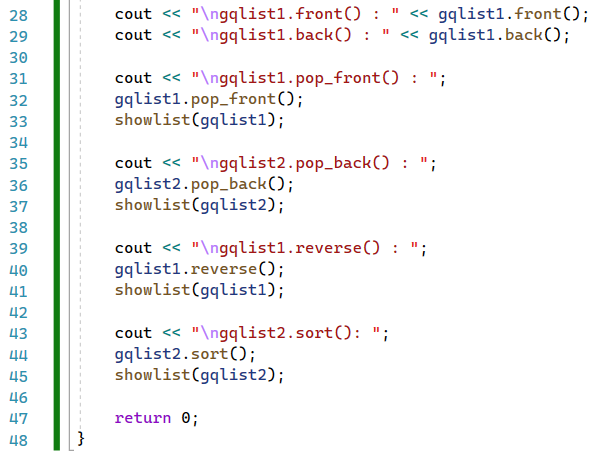 28 cout << "\ngqlist1.front() : " << gqlist1.front();
29 cout << "\ngqlist1.back() : " << gqlist1.back();
30
31 cout << "\ngqlist1.pop_front() : ";
32 gqlist1.pop_front();
33 showlist(gqlist1);
34
35 cout << "\ngqlist2.pop_back() : ";
36 gqlist2.pop_back();
37 showlist(gqlist2);
38
39 cout << "\ngqlist1.reverse() : ";
40 gqlist1.reverse();
41 showlist(gqlist1);
42
43 cout << "\ngqlist2.sort(): ";
44 gqlist2.sort();
45 showlist(gqlist2);
46
47 return 0;
48 }